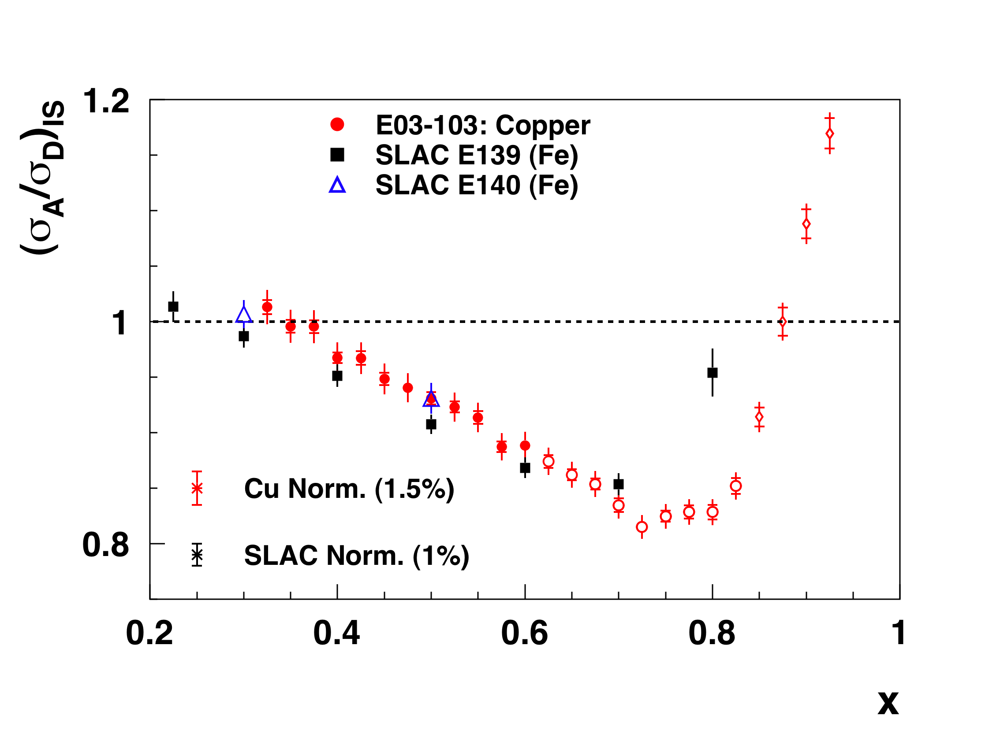 (σA/σD)IS
1.2
1
0.8
E03-103: Copper
SLAC E139 (Fe)
SLAC E140 (Fe)
Cu Norm. (1.5%)
SLAC Norm. (1%)
0.2 0.4 0.6 0.8 1
x